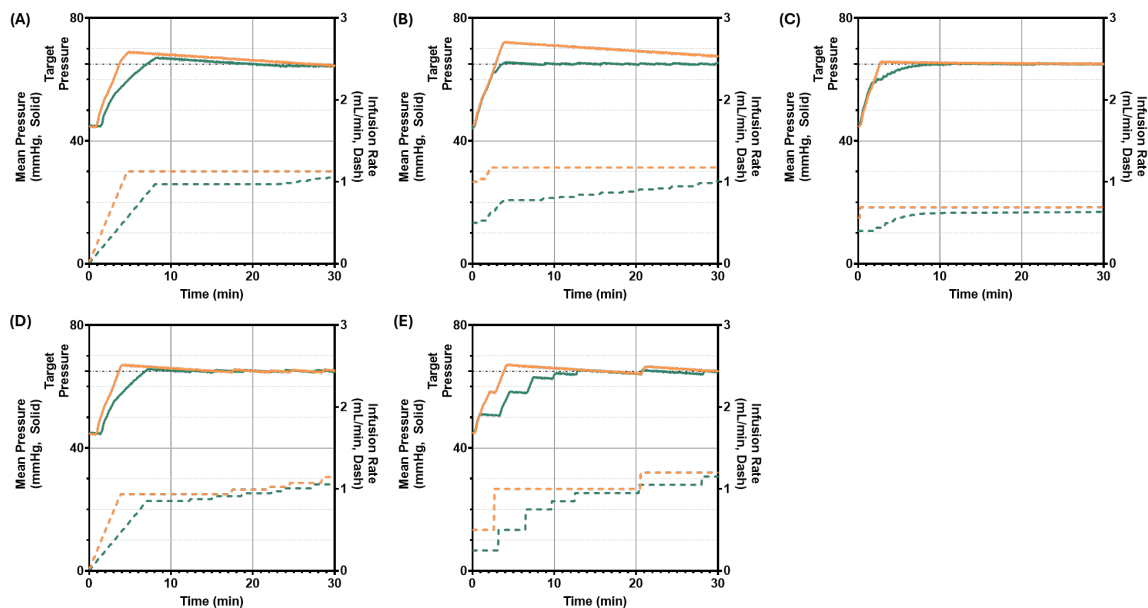 (A)
80
3
Target
Pressure
Mean Pressure
(mmHg, Solid)
40
2
1
Infusion Rate
(mL/min, Dash)
0
0
0
10
20
30
Time (min)
(B)
80
3
Target
Pressure
Mean Pressure
(mmHg, Solid)
40
2
1
Infusion Rate
(mL/min, Dash)
0
0
0
10
20
30
Time (min)
(C)
80
3
Target
Pressure
Mean Pressure
(mmHg, Solid)
40
2
1
Infusion Rate
(mL/min, Dash)
0
0
0
10
20
30
Time (min)
(D)
80
3
Target
Pressure
Mean Pressure
(mmHg, Solid)
40
2
1
Infusion Rate
(mL/min, Dash)
0
0
0
10
20
30
Time (min)
(E)
80
3
Target
Pressure
Mean Pressure
(mmHg, Solid)
40
2
1
Infusion Rate
(mL/min, Dash)
0
0
0
10
20
30
Time (min)